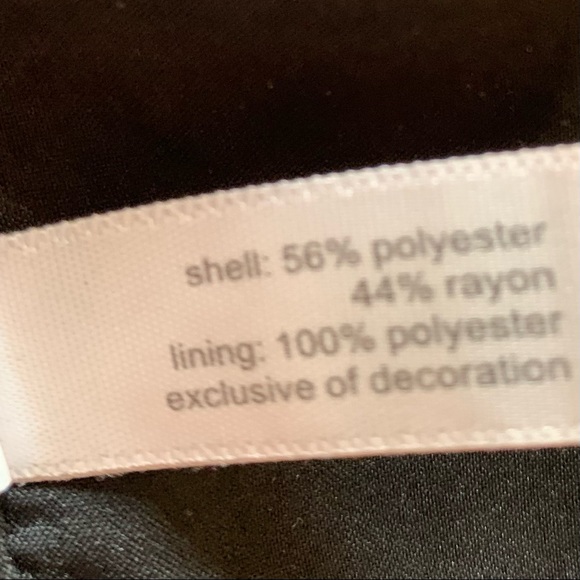 shell: 56% polyester
44% rayon
lining: 100% polyester
exclusive of decoration